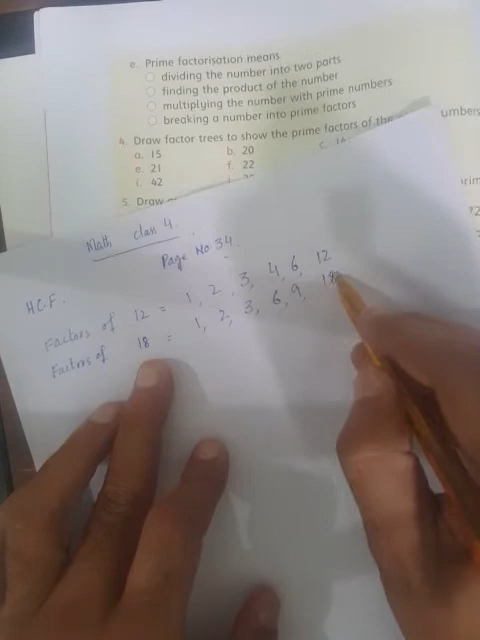 e. Prime factorisation means
dividing the number into two parts
finding the product of the number
multiplying the number with prime numbers
breaking a number into prime factors
4. Draw factor trees to show the prime factors of the umbers
a. 15 b. 20 c.
e. 21 f. 22
i. 42
5. Draw
Math class 4.
Page No. 34.
H.C.F.
Factors of 12 = 1, 2, 3, 4, 6, 12
Factors of 18 = 1, 2, 3, 6, 9, 18